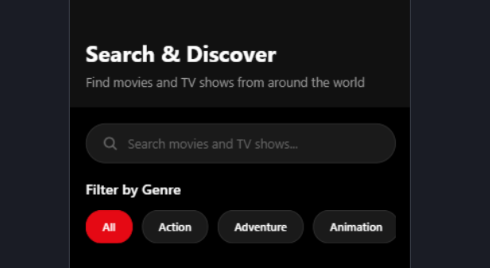 Search & Discover
Find movies and TV shows from around the world
Search movies and TV shows...
Filter by Genre
All Action Adventure Animation